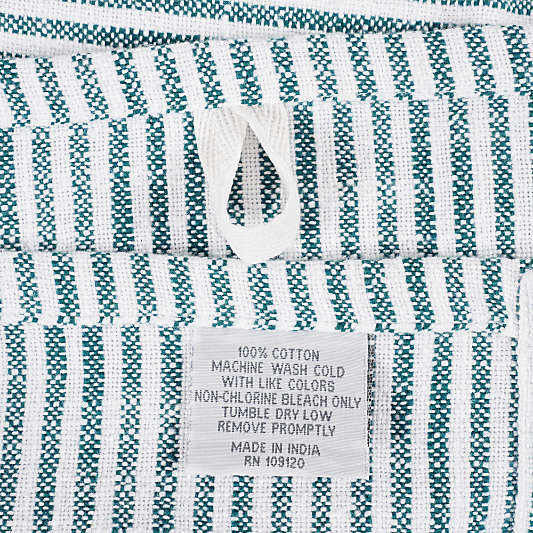 100% COTTON
MACHINE WASH COLD
WITH LIKE COLORS
NON-CHLORINE BLEACH ONLY
TUMBLE DRY LOW
REMOVE PROMPTLY
MADE IN INDIA
RN 109120